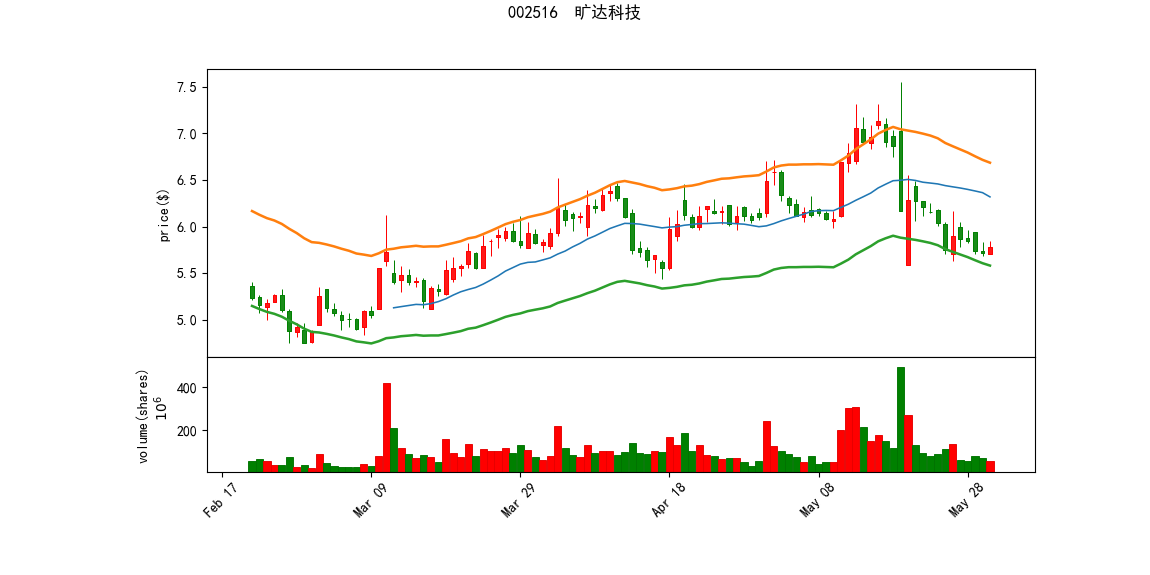 002516 旷达科技
7.5
7.0
6.5
6.0
5.5
5.0
price($)
400
200
volume(shares)
10^6
Feb 17
Mar 09
Mar 29
Apr 18
May 08
May 28